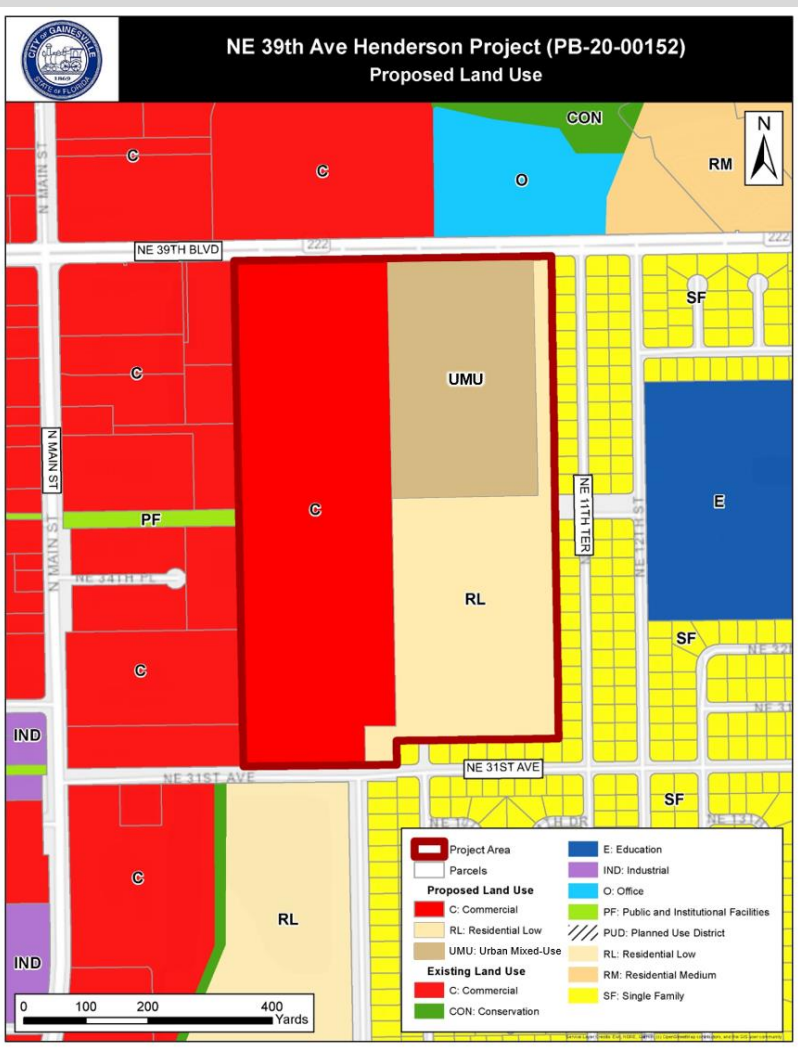 CITY OF GAINESVILLE
1869
STATE OF FLORIDA
NE 39th Ave Henderson Project (PB-20-00152)
Proposed Land Use
CON
N
C
C
O
RM
N MAIN ST
NE 39TH BLVD
222
222
SF
C
UMU
N MAIN ST
NE 11TH TER
E
C
PF
NE 12TH ST
N MAIN ST
NE 34TH PL
RL
SF
C
IND
NE 31ST AVE
NE 31ST AVE
SF
C
RL
IND
0 100 200 400
Yards
Project Area
Parcels
Proposed Land Use
C: Commercial
RL: Residential Low
UMU: Urban Mixed-Use
Existing Land Use
C: Commercial
CON: Conservation
E: Education
IND: Industrial
O: Office
PF: Public and Institutional Facilities
PUD: Planned Use District
RL: Residential Low
RM: Residential Medium
SF: Single Family